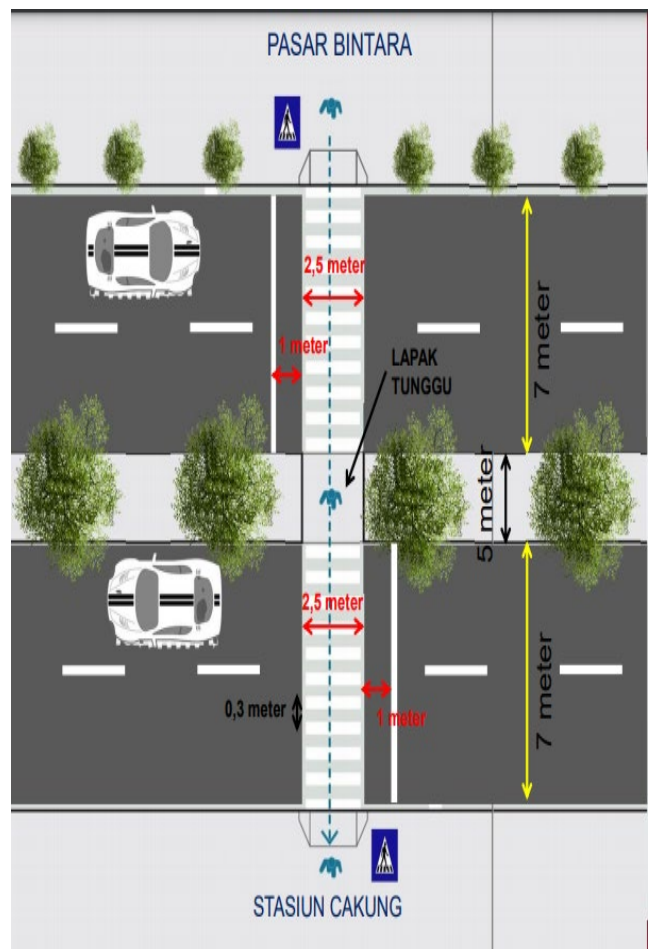 PASAR BINTARA
2,5 meter
1 meter
LAPAK
TUNGGU
7 meter
5 meter
2,5 meter
0,3 meter
1 meter
7 meter
STASIUN CAKUNG